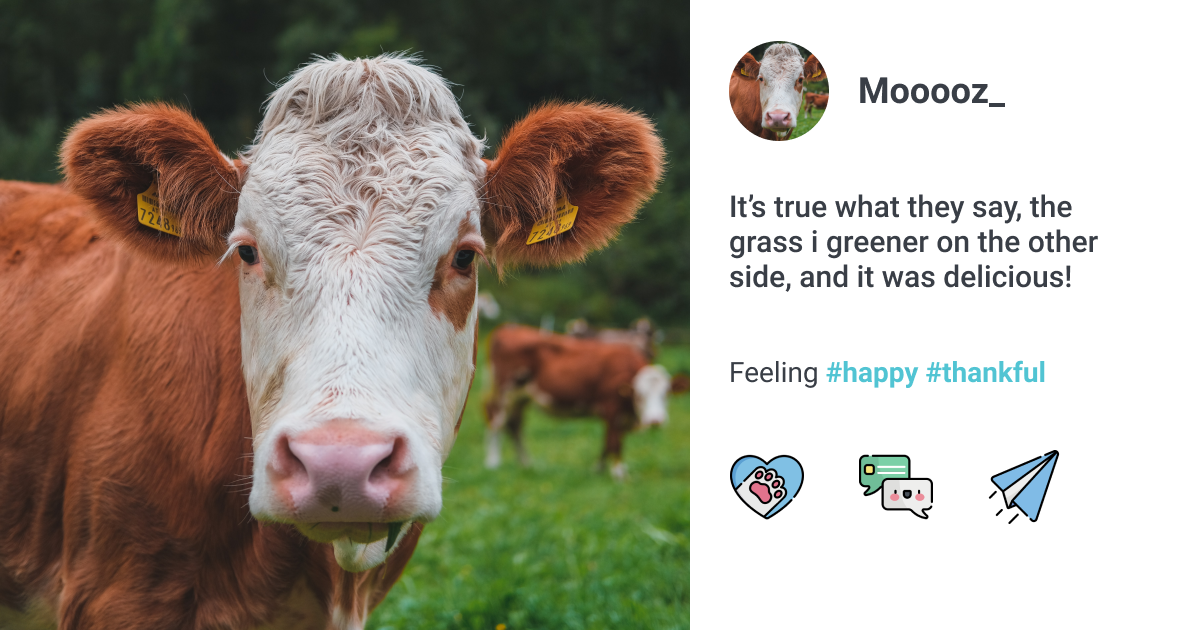 Mooooz_
It’s true what they say, the
grass i greener on the other
side, and it was delicious!
Feeling #happy #thankful